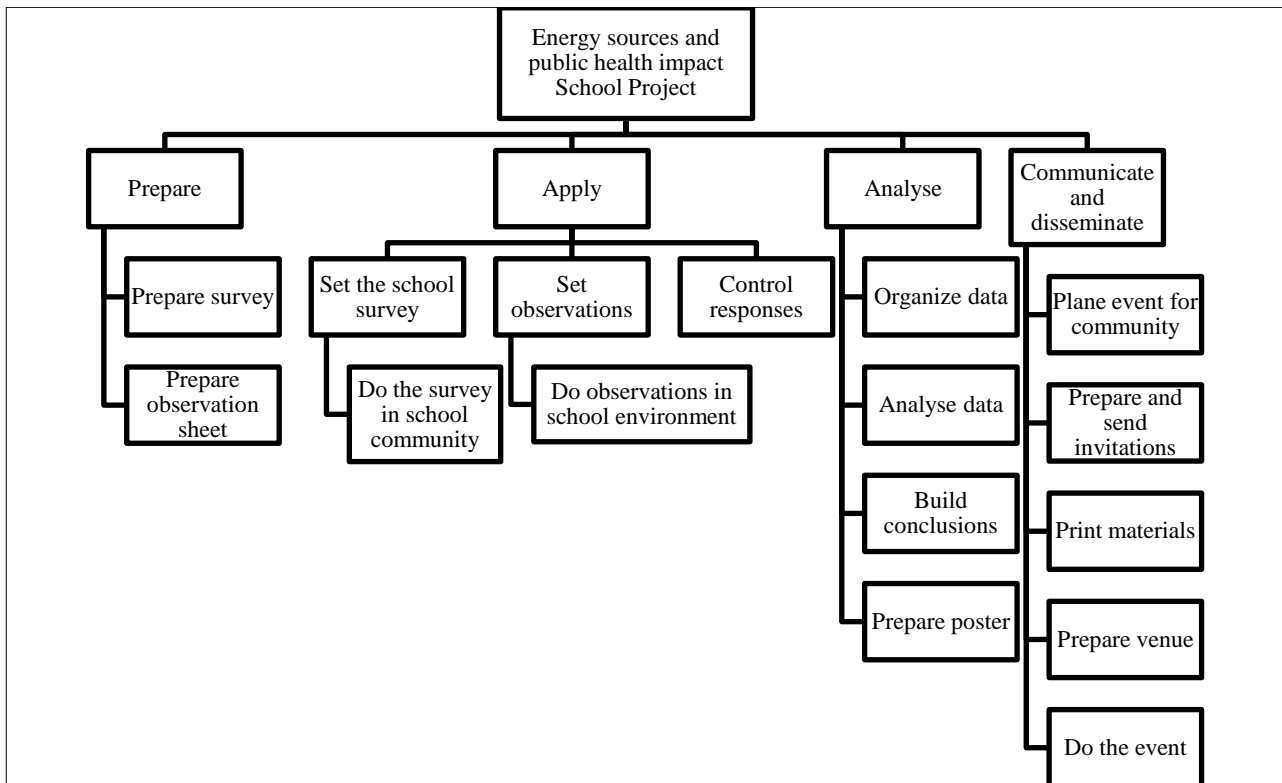 Energy sources and
public health impact
School Project
Prepare
Prepare survey
Prepare
observation
sheet
Apply
Set the school
survey
Do the survey
in school
community
Set
observations
Do observations in
school environment
Control
responses
Analyse
Organize data
Analyse data
Build
conclusions
Prepare poster
Communicate
and
disseminate
Plane event for
community
Prepare and
send
invitations
Print materials
Prepare venue
Do the event